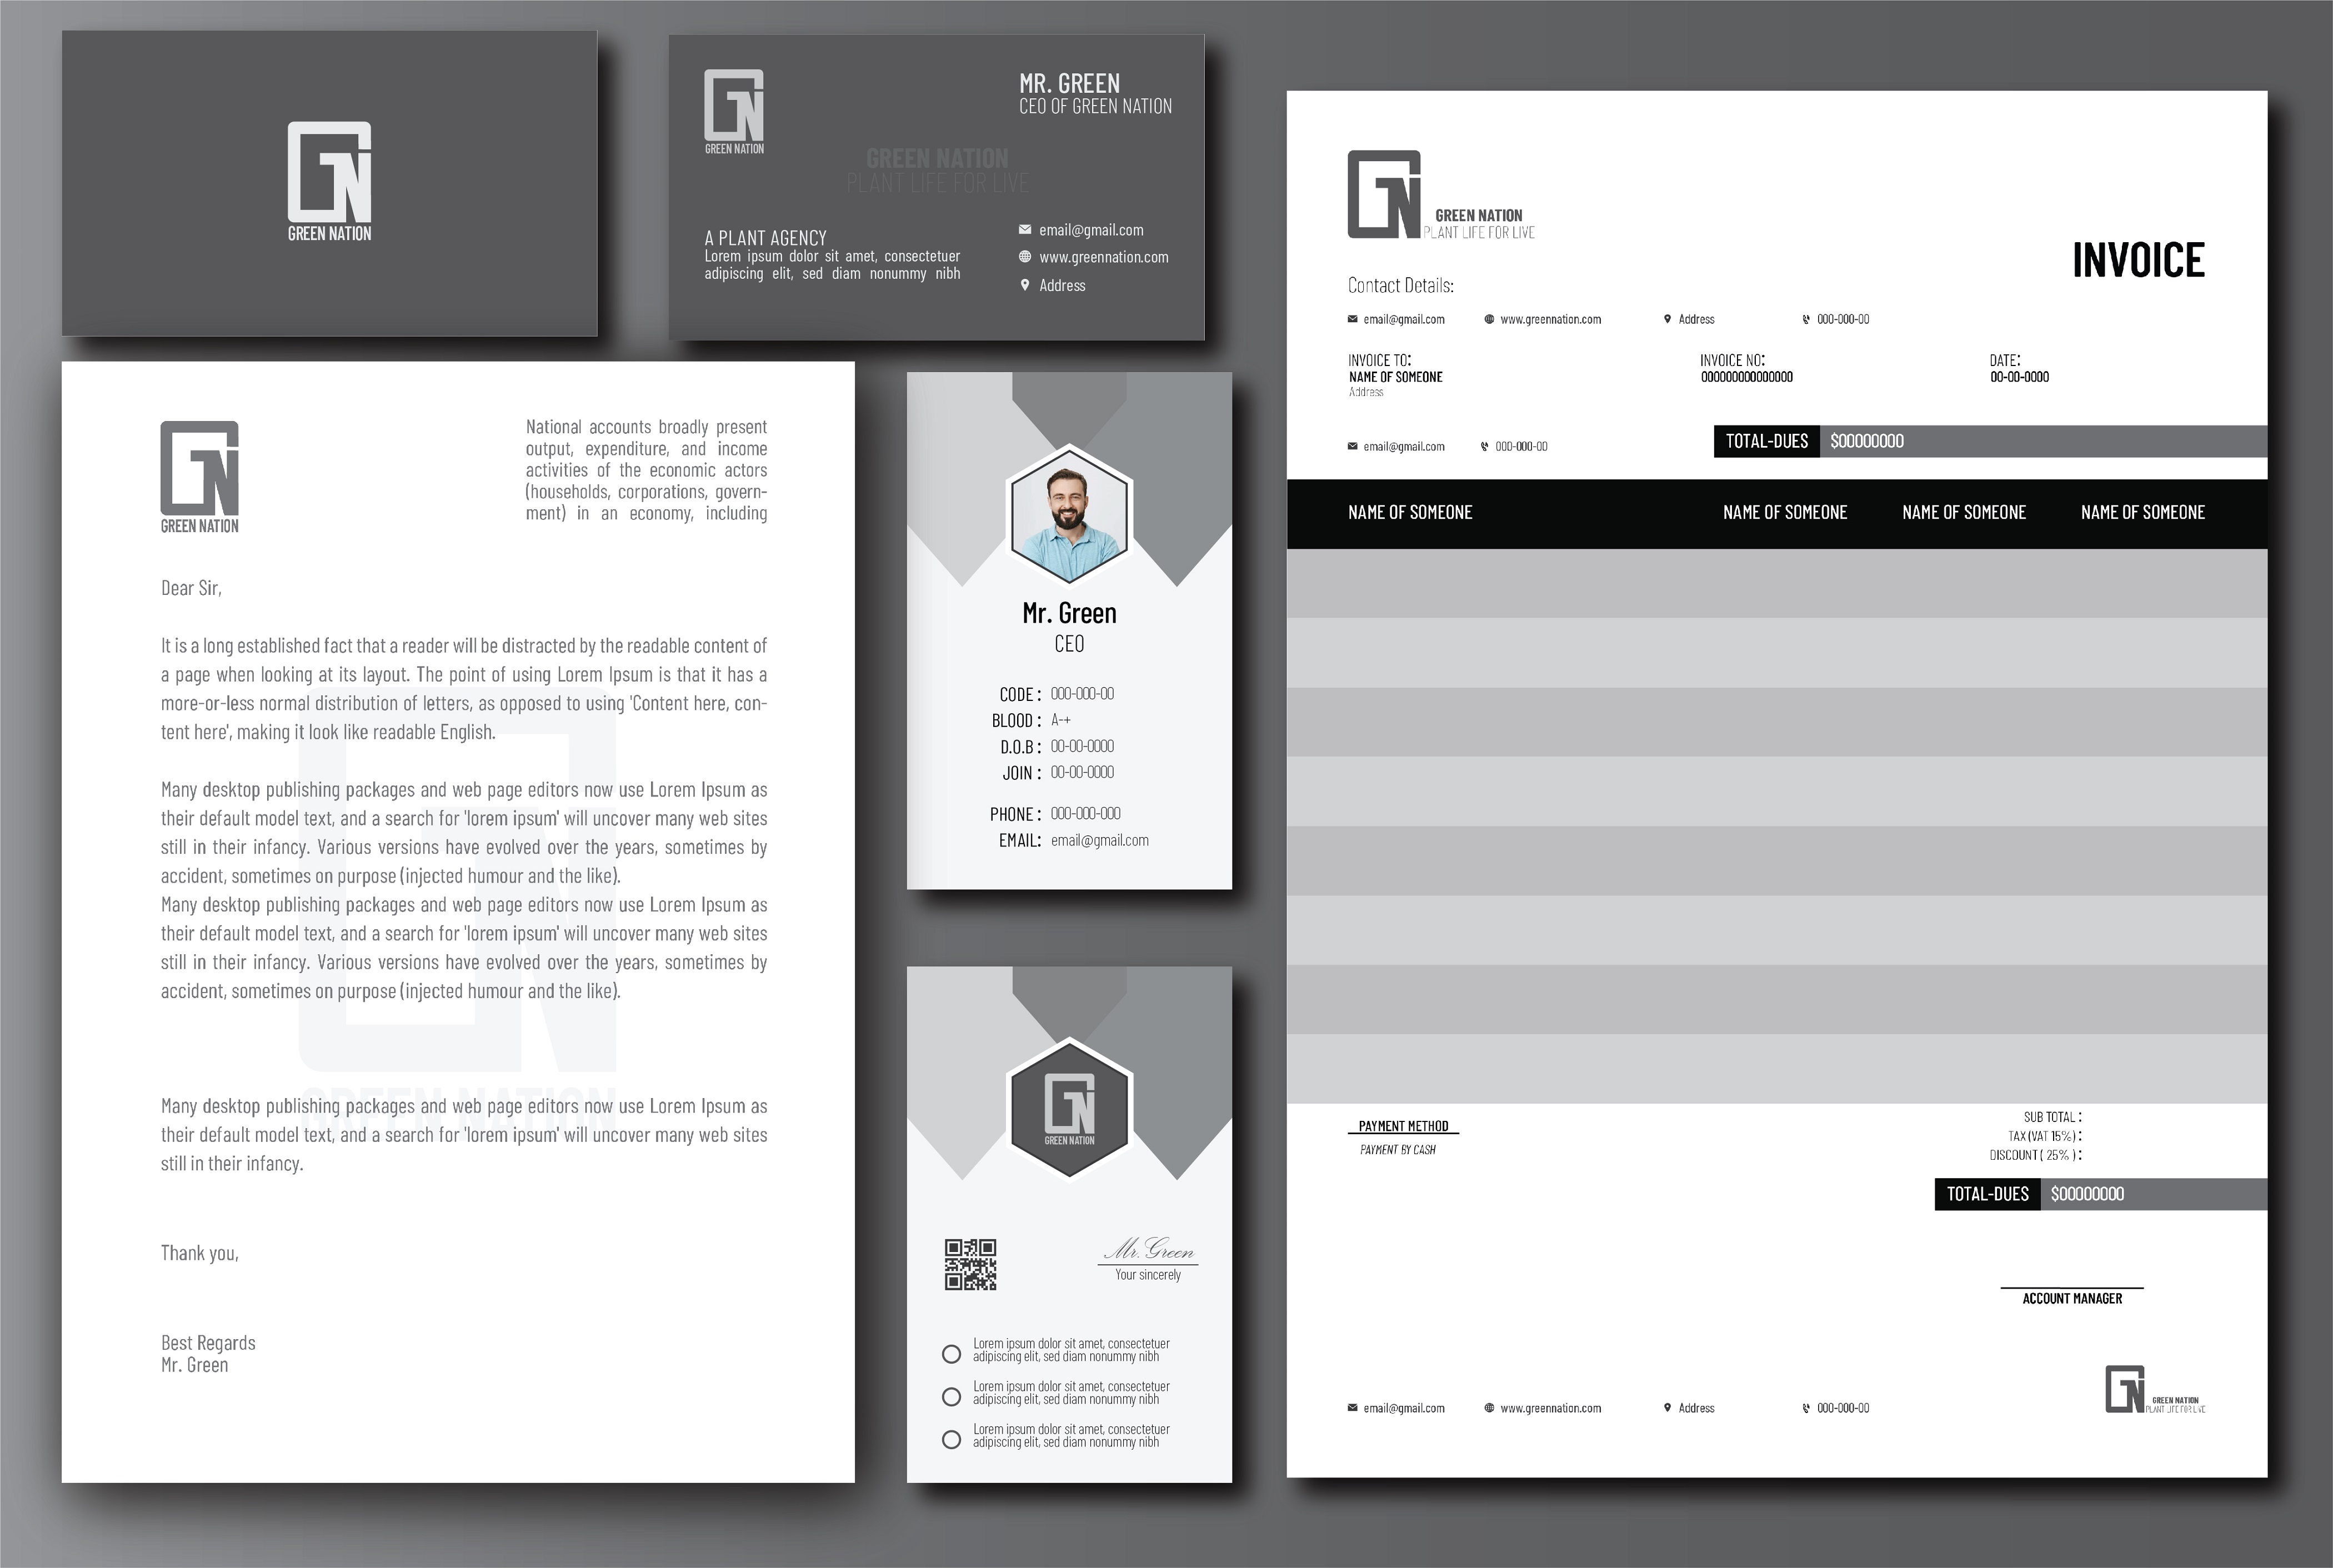 GREEN NATION
GREEN NATION
MR. GREEN
CEO OF GREEN NATION
GREEN NATION
PLANT LIFE FOR LIVE
A PLANT AGENCY
Lorem ipsum dolor sit amet, consectetuer
adipiscing elit, sed diam nonummy nibh
email@gmail.com
www.greennation.com
Address
GREEN NATION
National accounts broadly present
output, expenditure, and income
activities of the economic actors
(households, corporations, govern-
ment) in an economy, including
Dear Sir,
It is a long established fact that a reader will be distracted by the readable content of
a page when looking at its layout. The point of using Lorem Ipsum is that it has a
more-or-less normal distribution of letters, as opposed to using 'Content here, con-
tent here', making it look like readable English.
Many desktop publishing packages and web page editors now use Lorem Ipsum as
their default model text, and a search for 'lorem ipsum' will uncover many web sites
still in their infancy. Various versions have evolved over the years, sometimes by
accident, sometimes on purpose (injected humour and the like).
Many desktop publishing packages and web page editors now use Lorem Ipsum as
their default model text, and a search for 'lorem ipsum' will uncover many web sites
still in their infancy. Various versions have evolved over the years, sometimes by
accident, sometimes on purpose (injected humour and the like).
GREEN NATION
Many desktop publishing packages and web page editors now use Lorem Ipsum as
their default model text, and a search for 'lorem ipsum' will uncover many web sites
still in their infancy.
Thank you,
Best Regards
Mr. Green
Mr. Green
CEO
CODE : 000-000-00
BLOOD : A-+
D.O.B : 00-00-0000
JOIN : 00-00-0000
PHONE : 000-000-000
EMAIL: email@gmail.com
GREEN NATION
Mr. Green
Your sincerely
Lorem ipsum dolor sit amet, consectetuer
adipiscing elit, sed diam nonummy nibh
Lorem ipsum dolor sit amet, consectetuer
adipiscing elit, sed diam nonummy nibh
Lorem ipsum dolor sit amet, consectetuer
adipiscing elit, sed diam nonummy nibh
GREEN NATION
PLANT LIFE FOR LIVE
INVOICE
Contact Details:
email@gmail.com www.greennation.com Address 000-000-00
INVOICE TO: INVOICE NO: DATE:
NAME OF SOMEONE 000000000000000 00-00-0000
Address
email@gmail.com 000-000-00
TOTAL-DUES $00000000
NAME OF SOMEONE NAME OF SOMEONE NAME OF SOMEONE NAME OF SOMEONE
PAYMENT METHOD
PAYMENT BY CASH
SUB TOTAL :
TAX (VAT 15% ) :
DISCOUNT ( 25% ) :
TOTAL-DUES $00000000
ACCOUNT MANAGER
email@gmail.com www.greennation.com Address 000-000-00
GREEN NATION
PLANT LIFE FOR LIVE